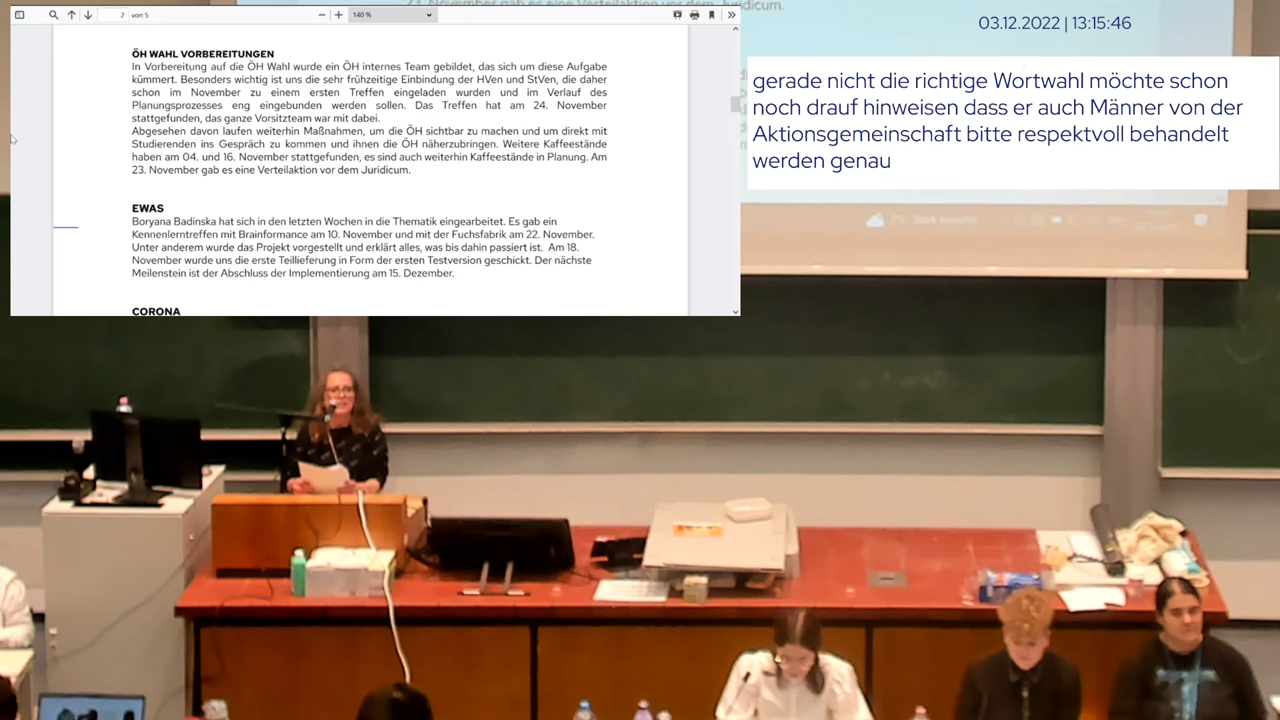 23. November gab es eine Verteilaktion vor dem Juridicum.
2 von 5
140 %
03.12.2022 | 13:15:46
ÖH WAHL VORBEREITUNGEN
In Vorbereitung auf die ÖH Wahl wurde ein ÖH internes Team gebildet, das sich um diese Aufgabe
kümmert. Besonders wichtig ist uns die sehr frühzeitige Einbindung der HVen und StVen, die daher
schon im November zu einem ersten Treffen eingeladen wurden und im Verlauf des
Planungsprozesses eng eingebunden werden sollen. Das Treffen hat am 24. November
stattgefunden, das ganze Vorsitzteam war mit dabei.
Abgesehen davon laufen weiterhin Maßnahmen, um die ÖH sichtbar zu machen und um direkt mit
Studierenden ins Gespräch zu kommen und ihnen die ÖH näherzubringen. Weitere Kaffeestände
haben am 04. und 16. November stattgefunden, es sind auch weiterhin Kaffeestände in Planung. Am
23. November gab es eine Verteilaktion vor dem Juridicum.
EWAS
Boryana Badinska hat sich in den letzten Wochen in die Thematik eingearbeitet. Es gab ein
Kennenlerntreffen mit Brainformance am 10. November und mit der Fuchsfabrik am 22. November.
Unter anderem wurde das Projekt vorgestellt und erklärt alles, was bis dahin passiert ist. Am 18.
November wurde uns die erste Teillieferung in Form der ersten Testversion geschickt. Der nächste
Meilenstein ist der Abschluss der Implementierung am 15. Dezember.
CORONA
gerade nicht die richtige Wortwahl möchte schon
noch drauf hinweisen dass er auch Männer von der
Aktionsgemeinschaft bitte respektvoll behandelt
werden genau